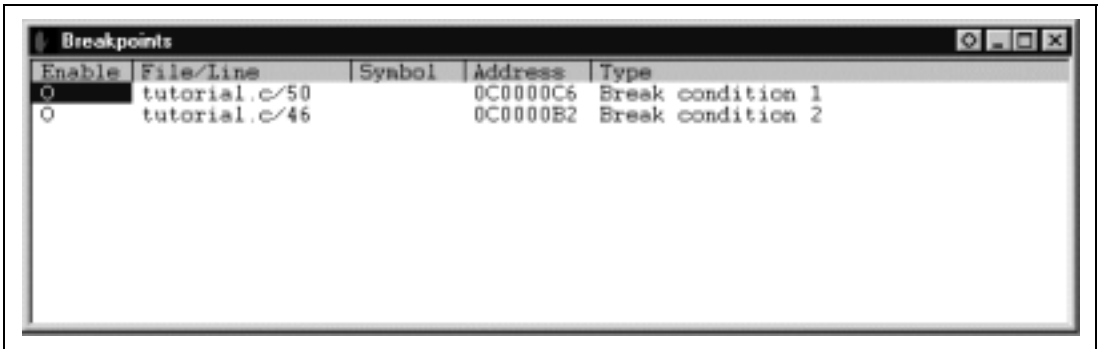 Breakpoints
Enable File/Line Symbol Address Type
O tutorial.c/50 0C0000C6 Break condition 1
O tutorial.c/46 0C0000B2 Break condition 2